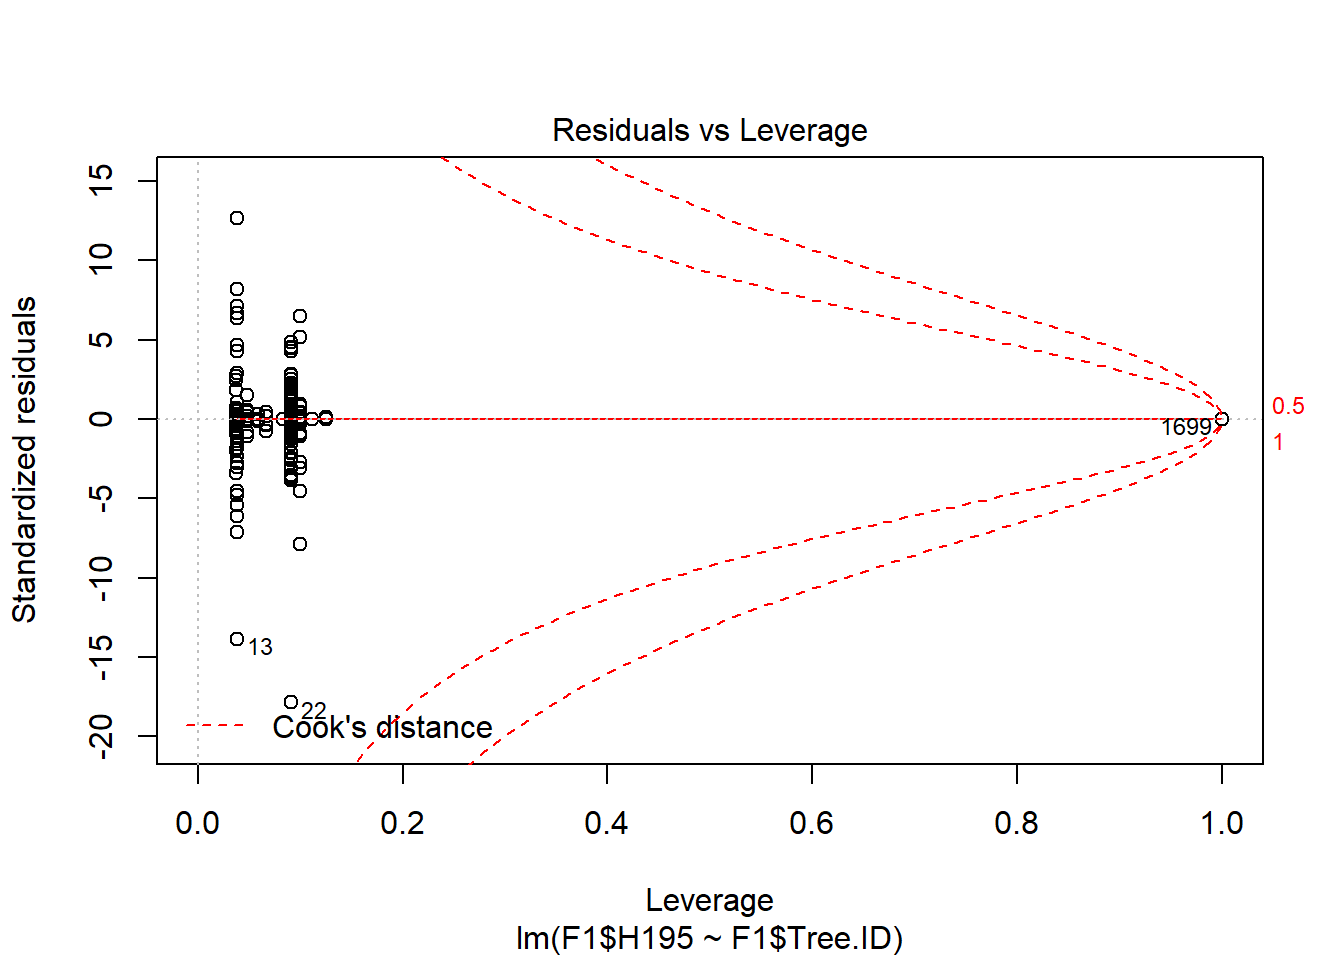 Residuals vs Leverage
Standardized residuals
15
10
5
0
-5
-10
-15
-20
0.5
1
1699
13
22
Cook's distance
0.0 0.2 0.4 0.6 0.8 1.0
Leverage
lm(F1$H195 ~ F1$Tree.ID)